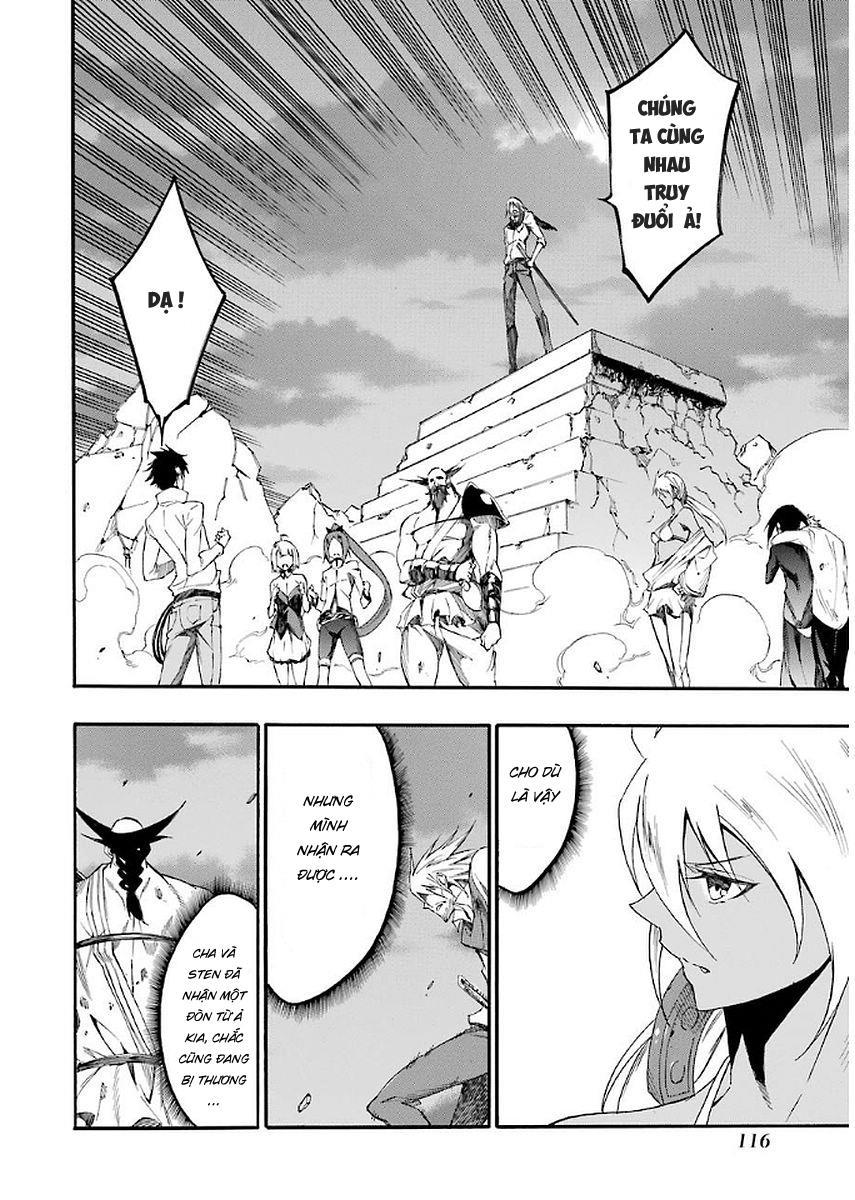 CHÚNG
TA CÙNG
NHAU
TRUY
ĐUỔI Ả!
DẠ!
CHO DÙ
LÀ VẬY
NHƯNG
MÌNH
NHẬN RA
ĐƯỢC ....
CHA VÀ
STEN ĐÃ
NHẬN MỘT
ĐÒN TỪ Ả
KIA, CHẮC
CŨNG ĐANG
BỊ THƯƠNG
...
116